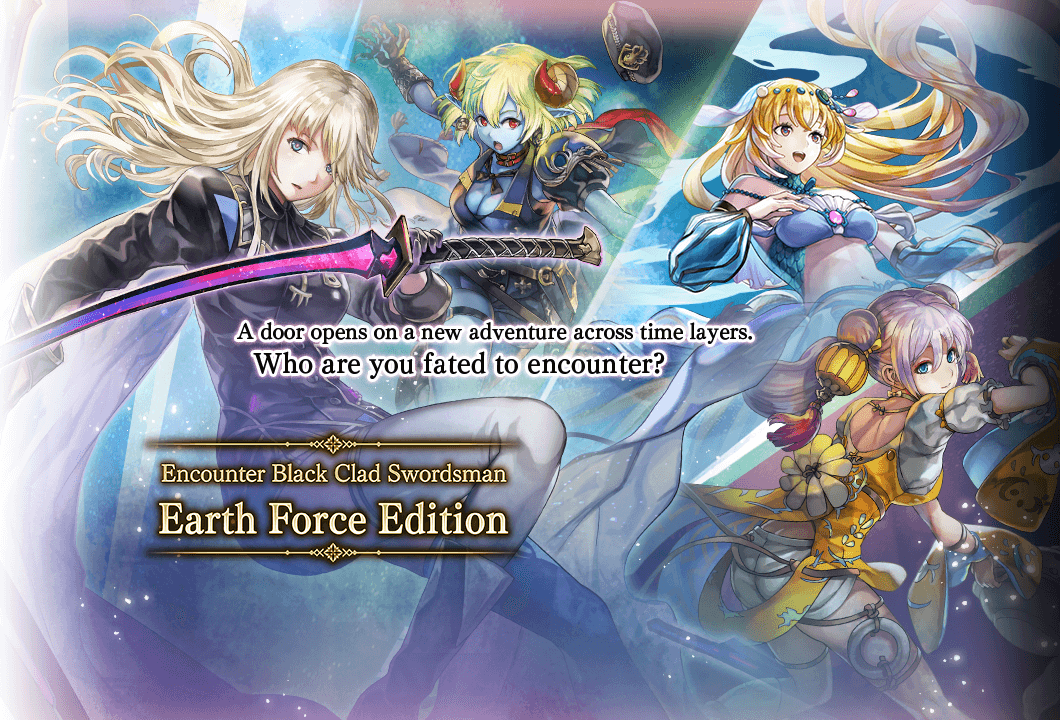 A door opens on a new adventure across time layers.
Who are you fated to encounter?
Encounter Black Clad Swordsman
Earth Force Edition